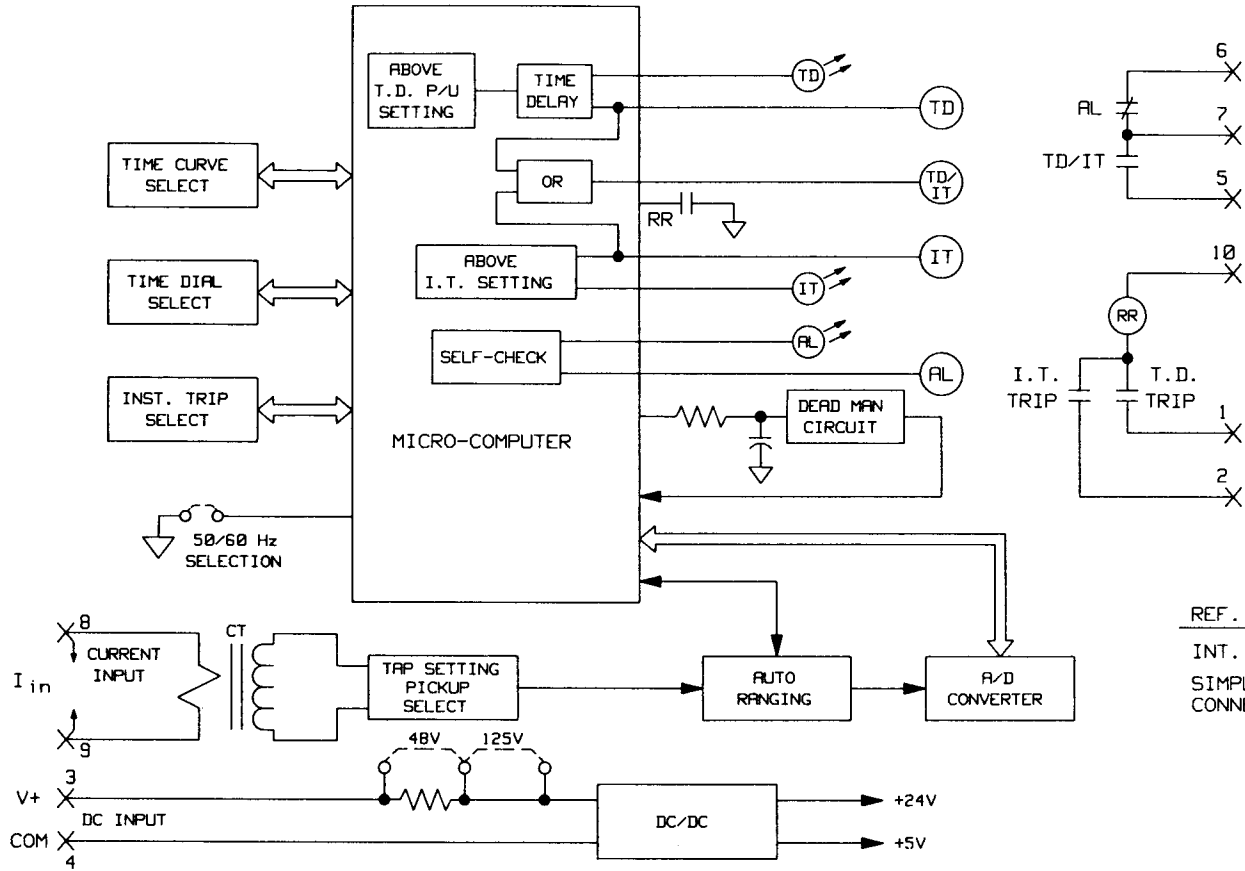 ABOVE
T.D. P/U
SETTING
TIME
DELAY
TD
TD
OR
TD/
IT
RR
ABOVE
I.T. SETTING
IT
IT
SELF-CHECK
AL
AL
DEAD MAN
CIRCUIT
MICRO-COMPUTER
TIME CURVE
SELECT
TIME DIAL
SELECT
INST. TRIP
SELECT
50/60 Hz
SELECTION
6
AL
7
TD/IT
5
10
RR
I.T.
TRIP
T.D.
TRIP
1
2
8
CURRENT
INPUT
I in
9
CT
TAP SETTING
PICKUP
SELECT
AUTO
RANGING
A/D
CONVERTER
REF.
INT.
SIMPL
CONNE
48V
125V
3
V+
DC INPUT
COM
4
DC/DC
+24V
+5V